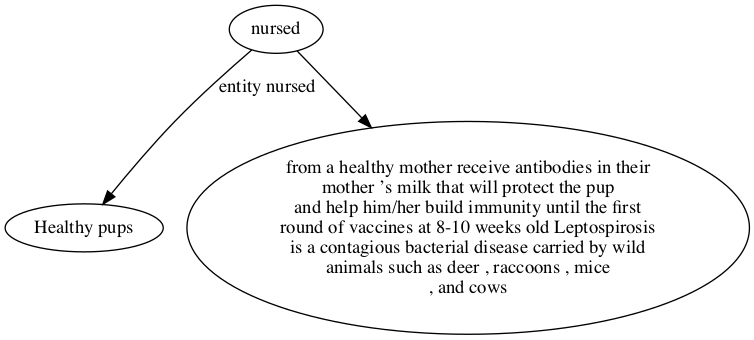 nursed
entity nursed
Healthy pups
from a healthy mother receive antibodies in their
mother 's milk that will protect the pup
and help him/her build immunity until the first
round of vaccines at 8-10 weeks old Leptospirosis
is a contagious bacterial disease carried by wild
animals such as deer , raccoons , mice
, and cows